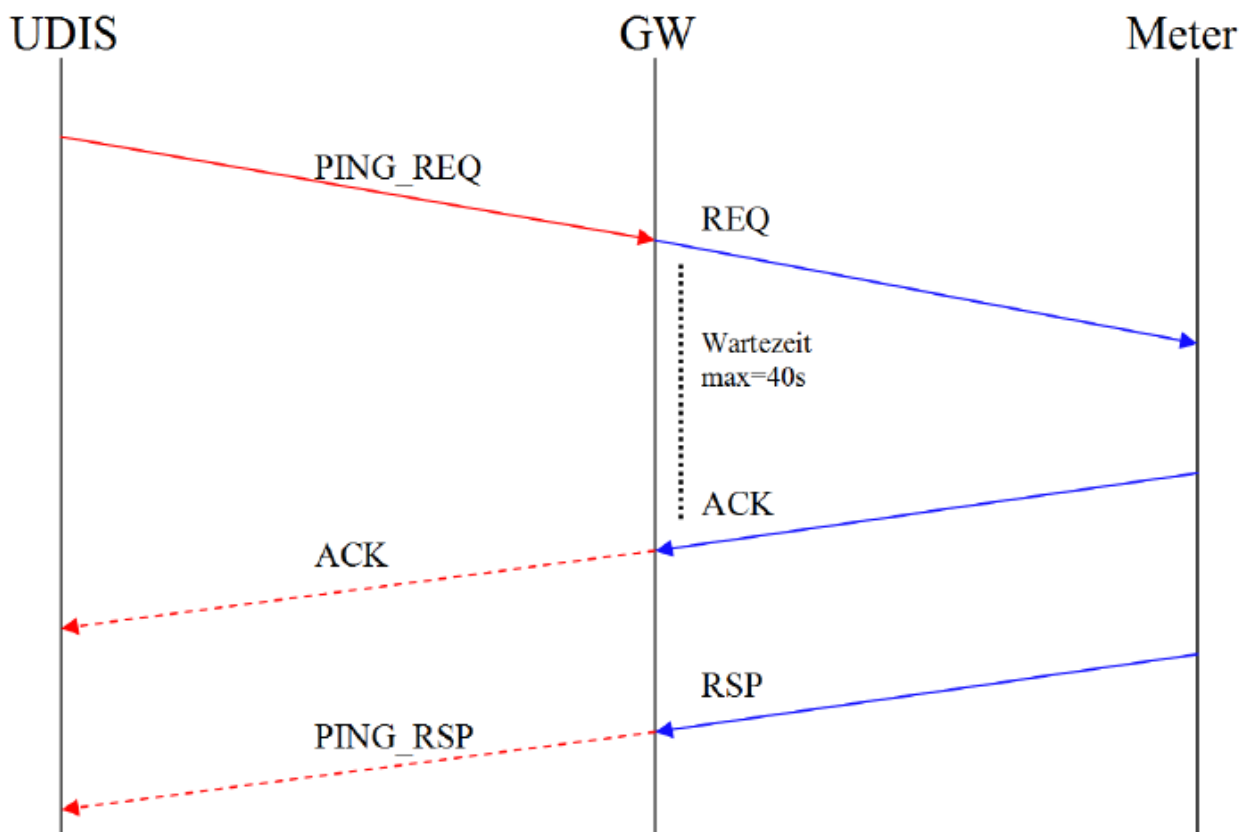 UDIS
GW
Meter
PING_REQ
REQ
Wartezeit
max=40s
ACK
ACK
RSP
PING_RSP